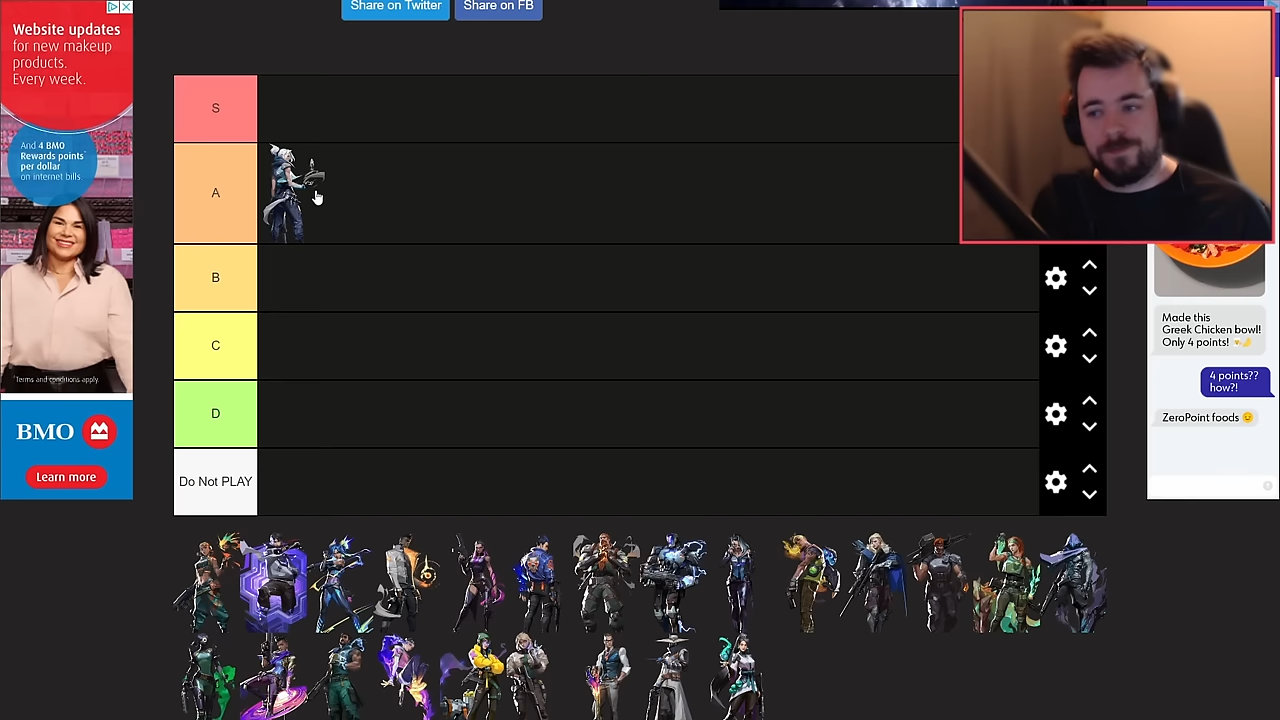 Share on Twitter
Share on FB
Website updates
for new makeup
products.
Every week.
And 4 BMO
Rewards points*
per dollar
on internet bills
*Terms and conditions apply.
BMO
Learn more
S
A
B
C
D
Do Not PLAY
Made this
Greek Chicken bowl!
Only 4 points!
4 points??
how?!
ZeroPoint foods